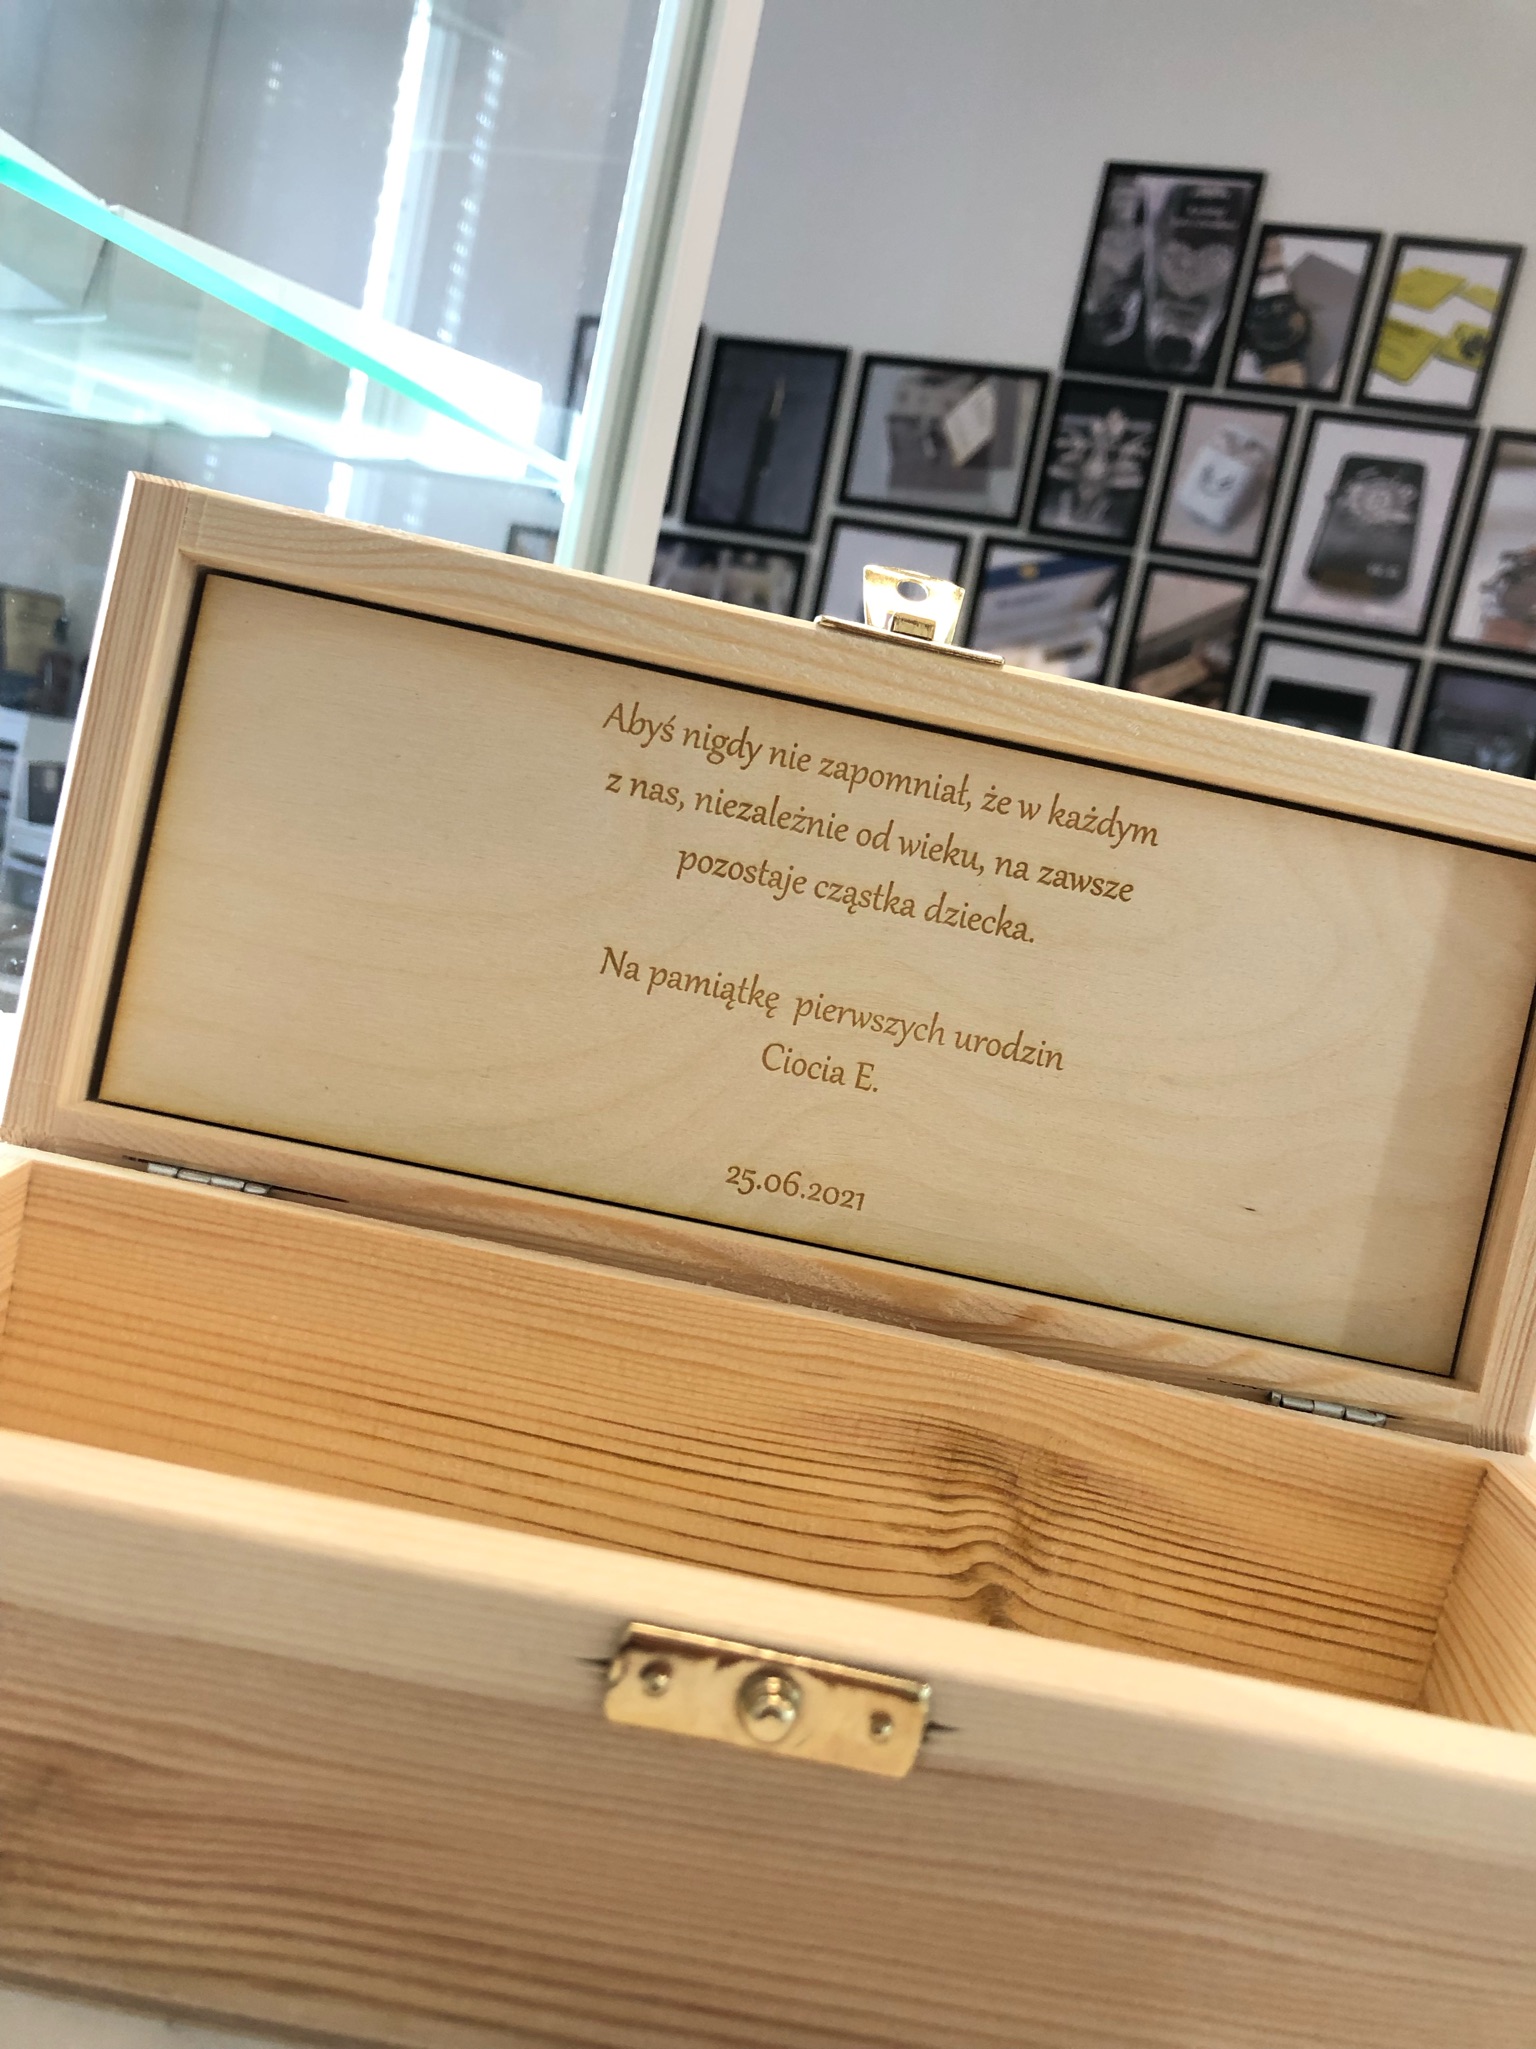 Abyś nigdy nie zapomniał, że w każdym
z nas, niezależnie od wieku, na zawsze
pozostaje cząstka dziecka.
Na pamiątkę pierwszych urodzin
Ciocia E.
25.06.2021